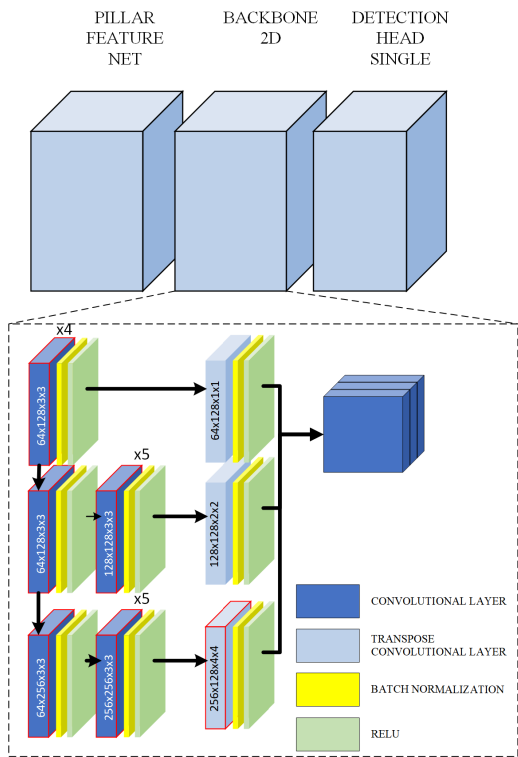 PILLAR
FEATURE
NET
BACKBONE
2D
DETECTION
HEAD
SINGLE
x4
64x128x3x3
64x128x1x1
x5
64x128x3x3
128x128x3x3
128x128x2x2
x5
64x256x3x3
256x256x3x3
256x128x4x4
CONVOLUTIONAL LAYER
TRANSPOSE
CONVOLUTIONAL LAYER
BATCH NORMALIZATION
RELU